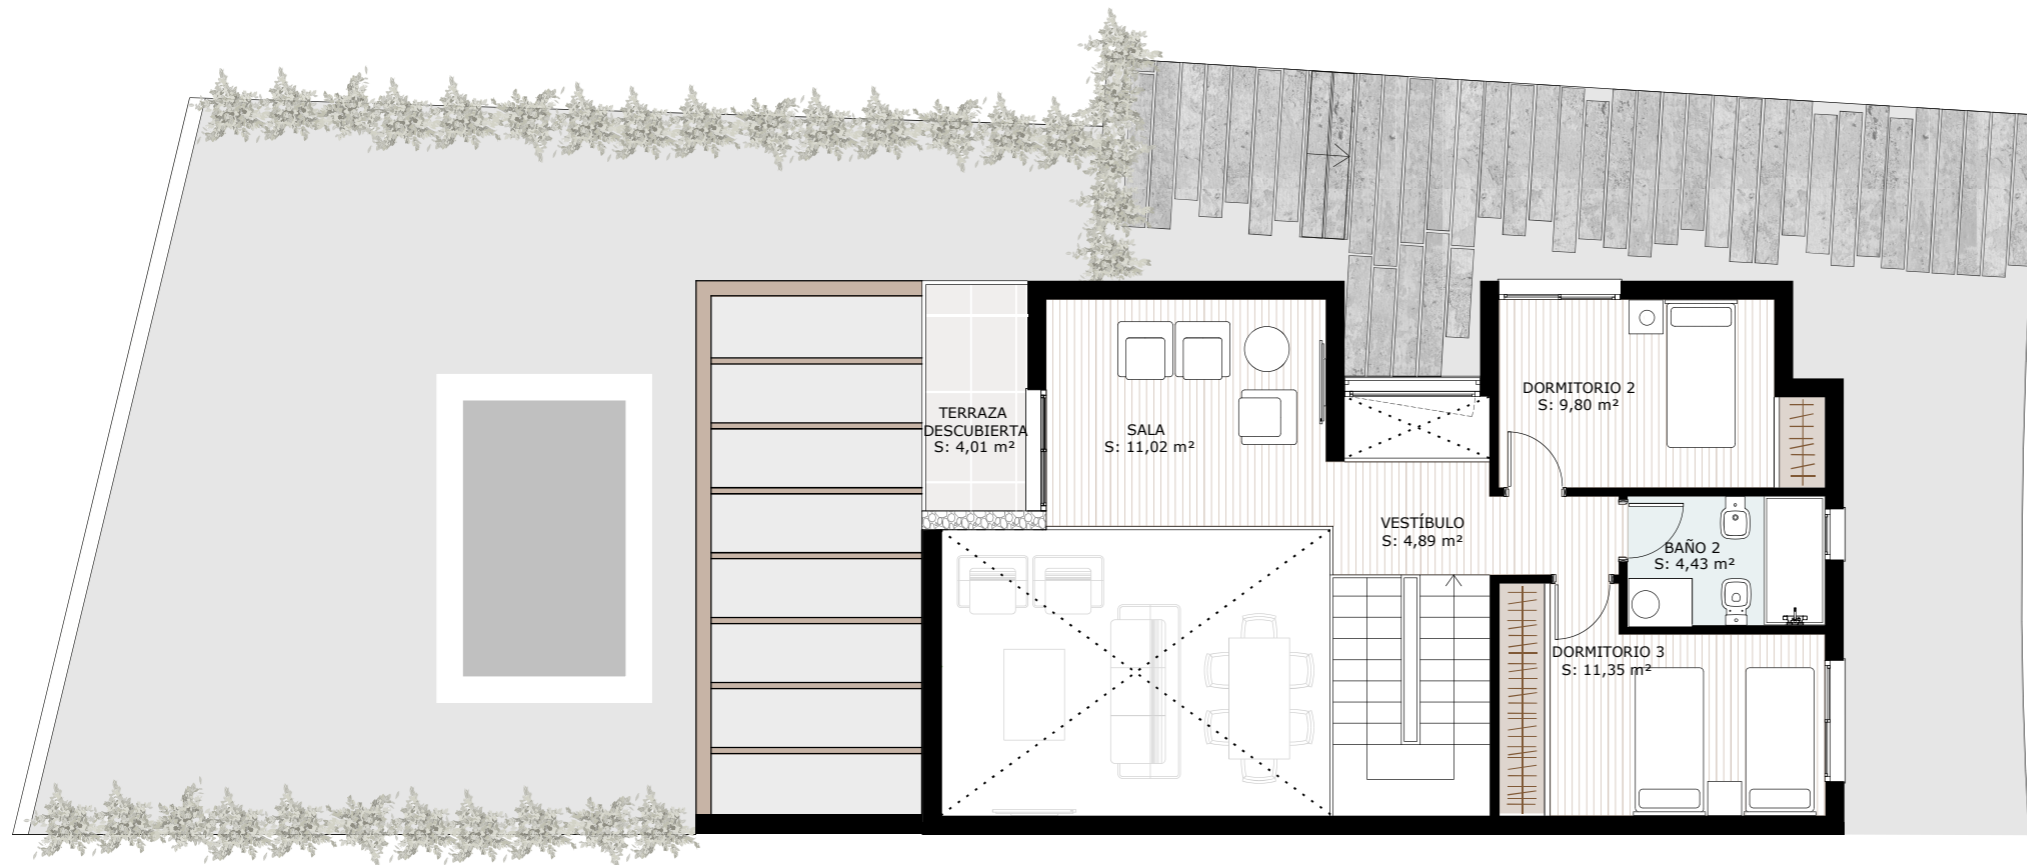 TERRAZA
DESCUBIERTA
S: 4,01 m²
SALA
S: 11,02 m²
DORMITORIO 2
S: 9,80 m²
VESTÍBULO
S: 4,89 m²
BAÑO 2
S: 4,43 m²
DORMITORIO 3
S: 11,35 m²